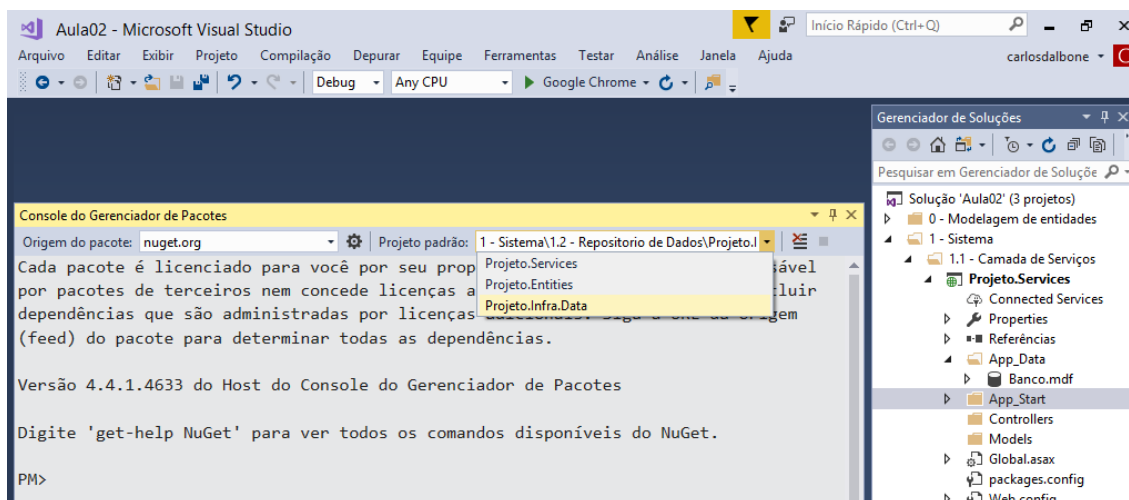 Aula02 - Microsoft Visual Studio
Início Rápido (Ctrl+Q)
Arquivo Editar Exibir Projeto Compilação Depurar Equipe Ferramentas Testar Análise Janela Ajuda
carlosdalbone
Debug Any CPU Google Chrome
Console do Gerenciador de Pacotes
Origem do pacote: nuget.org Projeto padrão: 1 - Sistema\1.2 - Repositorio de Dados\Projeto.I
Projeto.Services
Projeto.Entities
Projeto.Infra.Data
Cada pacote é licenciado para você por seu prop sável
por pacotes de terceiros nem concede licenças a cluir
dependências que são administradas por licenças
(feed) do pacote para determinar todas as dependências.
Versão 4.4.1.4633 do Host do Console do Gerenciador de Pacotes
Digite 'get-help NuGet' para ver todos os comandos disponíveis do NuGet.
PM>
Gerenciador de Soluções
Pesquisar em Gerenciador de Soluçõe
Solução 'Aula02' (3 projetos)
0 - Modelagem de entidades
1 - Sistema
1.1 - Camada de Serviços
Projeto.Services
Connected Services
Properties
Referências
App_Data
Banco.mdf
App_Start
Controllers
Models
Global.asax
packages.config
Web.config